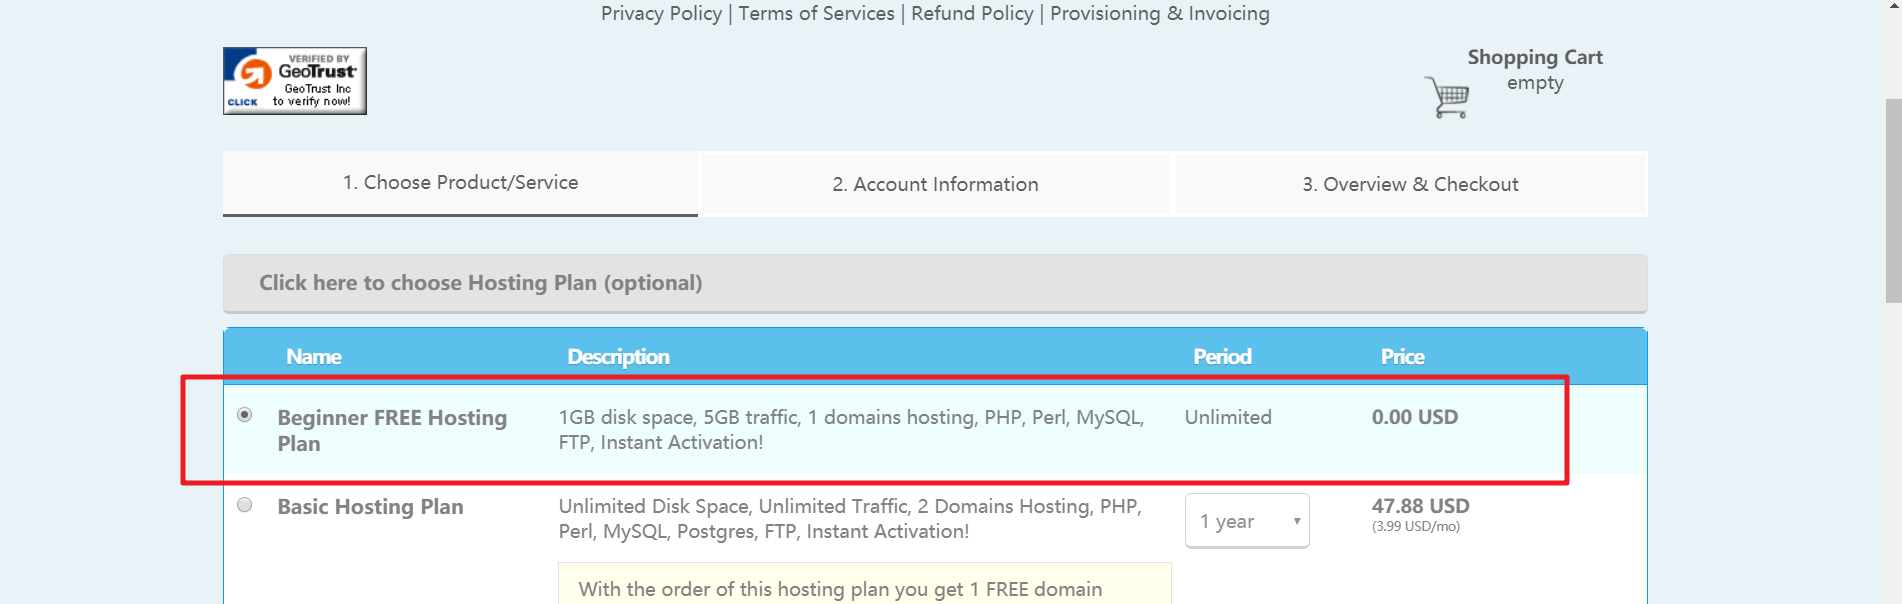 Privacy Policy | Terms of Services | Refund Policy | Provisioning & Invoicing
VERIFIED BY
GeoTrust
GeoTrust Inc
CLICK to verify now!
Shopping Cart
empty
1. Choose Product/Service
2. Account Information
3. Overview & Checkout
Click here to choose Hosting Plan (optional)
Name Description Period Price
Beginner FREE Hosting
Plan
1GB disk space, 5GB traffic, 1 domains hosting, PHP, Perl, MySQL,
FTP, Instant Activation!
Unlimited
0.00 USD
Basic Hosting Plan
Unlimited Disk Space, Unlimited Traffic, 2 Domains Hosting, PHP,
Perl, MySQL, Postgres, FTP, Instant Activation!
1 year
47.88 USD
(3.99 USD/mo)
With the order of this hosting plan you get 1 FREE domain